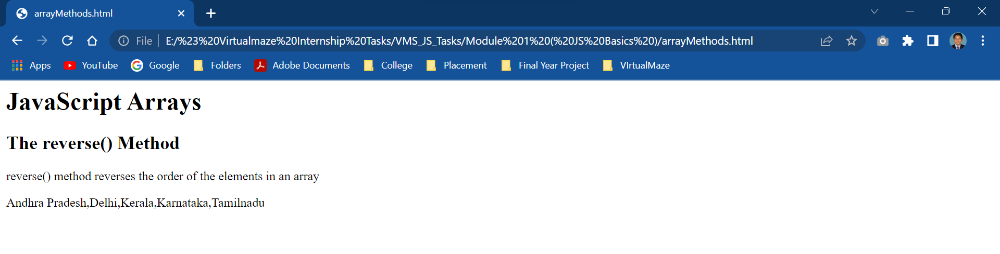 arrayMethods.html
File E:/%23%20Virtualmaze%20Internship%20Tasks/VMS_JS_Tasks/Module%201%20(%20JS%20Basics%20)/arrayMethods.html
Apps YouTube Google Folders Adobe Documents College Placement Final Year Project VIrtualMaze
JavaScript Arrays
The reverse() Method
reverse() method reverses the order of the elements in an array
Andhra Pradesh,Delhi,Kerala,Karnataka,Tamilnadu